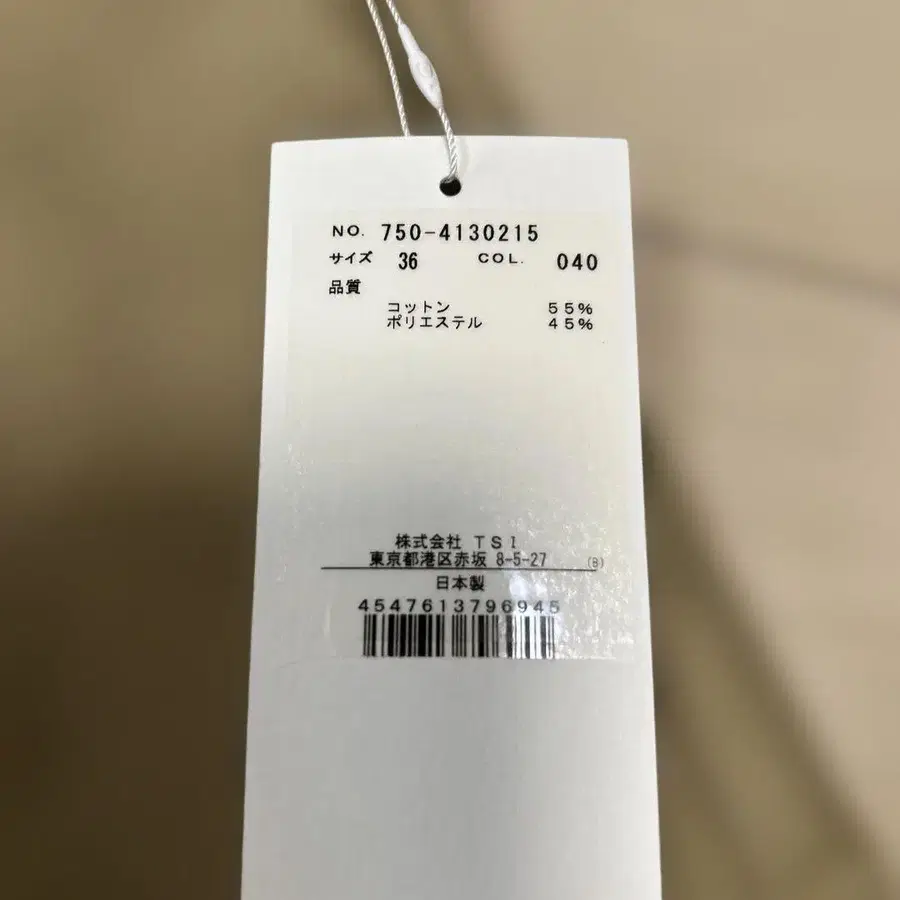 NO. 750-4130215
サイズ 36 COL. 040
品質
コットン 55%
ポリエステル 45%
株式会社 TSI
東京都港区赤坂 8-5-27 (B)
日本製
4547613796945